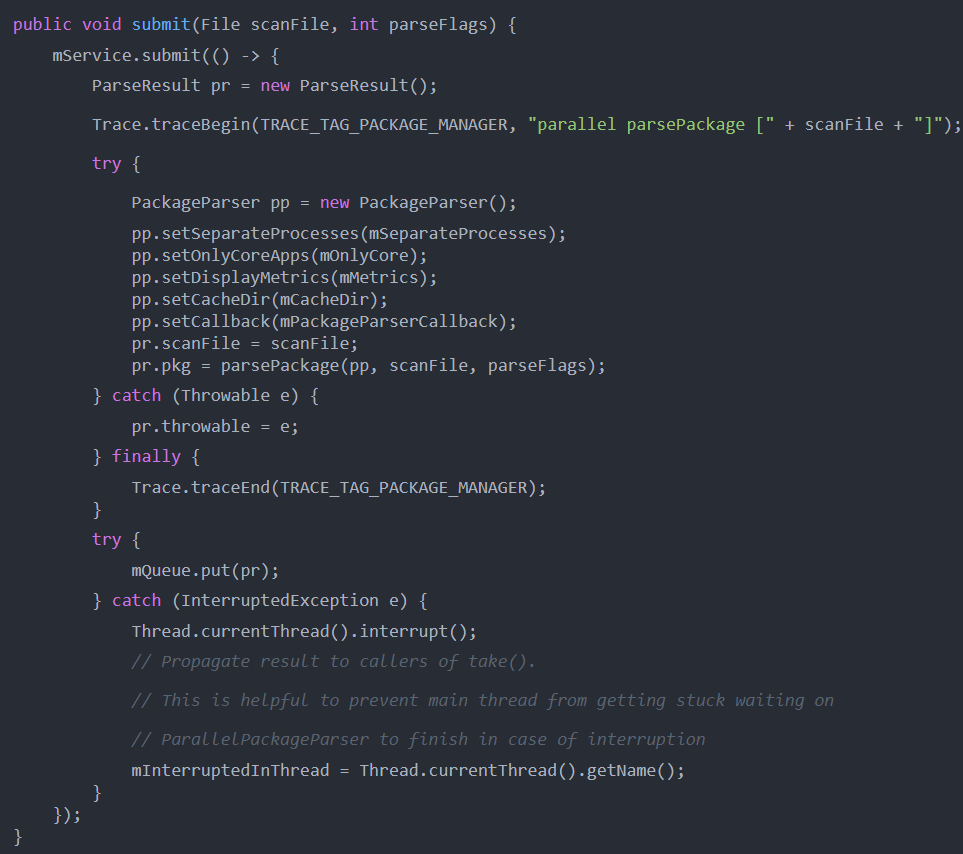 public void submit(File scanFile, int parseFlags) {
    mService.submit(() -> {
        ParseResult pr = new ParseResult();
        Trace.traceBegin(TRACE_TAG_PACKAGE_MANAGER, "parallel parsePackage [" + scanFile + "]");
        try {
            PackageParser pp = new PackageParser();
            pp.setSeparateProcesses(mSeparateProcesses);
            pp.setOnlyCoreApps(mOnlyCore);
            pp.setDisplayMetrics(mMetrics);
            pp.setCacheDir(mCacheDir);
            pp.setCallback(mPackageParserCallback);
            pr.scanFile = scanFile;
            pr.pkg = parsePackage(pp, scanFile, parseFlags);
        } catch (Throwable e) {
            pr.throwable = e;
        } finally {
            Trace.traceEnd(TRACE_TAG_PACKAGE_MANAGER);
        }
        try {
            mQueue.put(pr);
        } catch (InterruptedException e) {
            Thread.currentThread().interrupt();
            // Propagate result to callers of take().
            // This is helpful to prevent main thread from getting stuck waiting on
            // ParallelPackageParser to finish in case of interruption
            mInterruptedInThread = Thread.currentThread().getName();
        }
    });
}